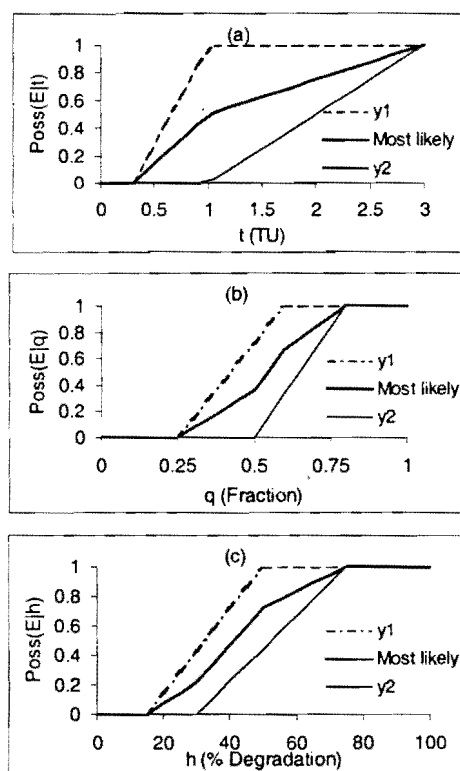 (a)
Poss(E|t)
1
0.8
0.6
0.4
0.2
0
y1
Most likely
y2
0 0.5 1 1.5 2 2.5 3
t (TU)
(b)
Poss(E|q)
1
0.8
0.6
0.4
0.2
0
y1
Most likely
y2
0 0.25 0.5 0.75 1
q (Fraction)
(c)
Poss(E|h)
1
0.8
0.6
0.4
0.2
0
y1
Most likely
y2
0 20 40 60 80 100
h (% Degradation)